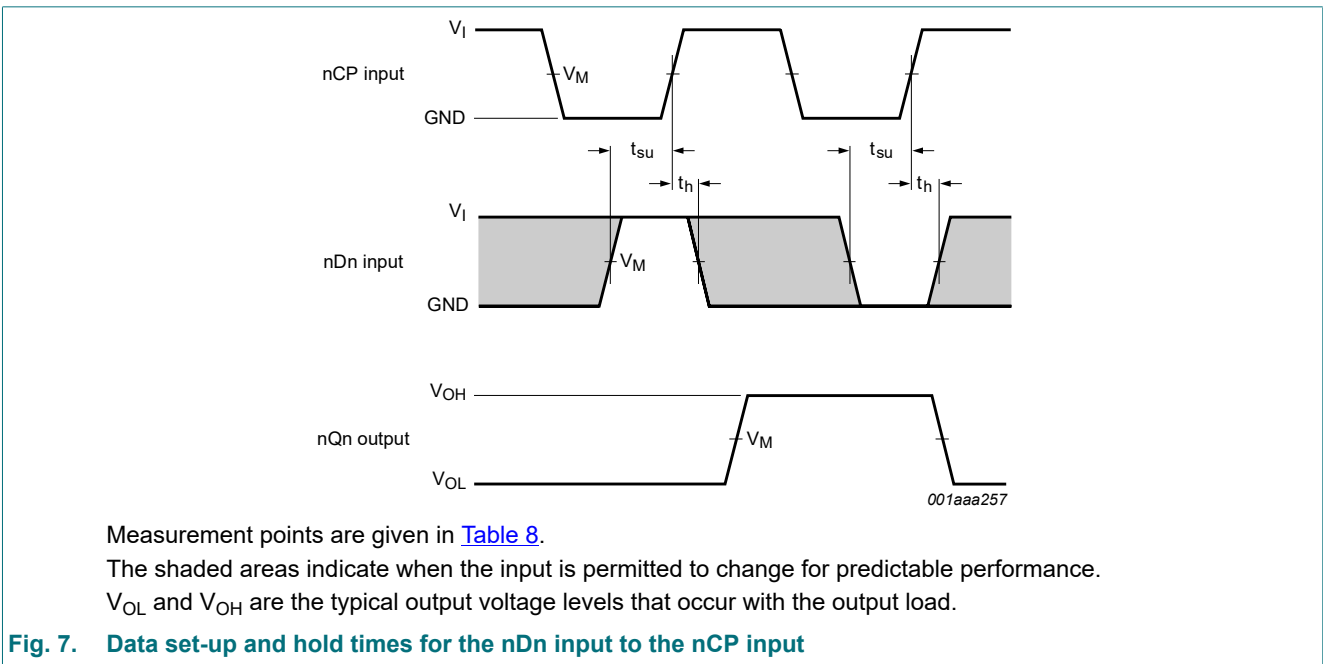 VI
nCP input
VM
GND
tsu
tsu
th
th
VI
nDn input
VM
GND
VOH
nQn output
VM
VOL
001aaa257
Measurement points are given in Table 8.
The shaded areas indicate when the input is permitted to change for predictable performance.
VOL and VOH are the typical output voltage levels that occur with the output load.
Fig. 7. Data set-up and hold times for the nDn input to the nCP input